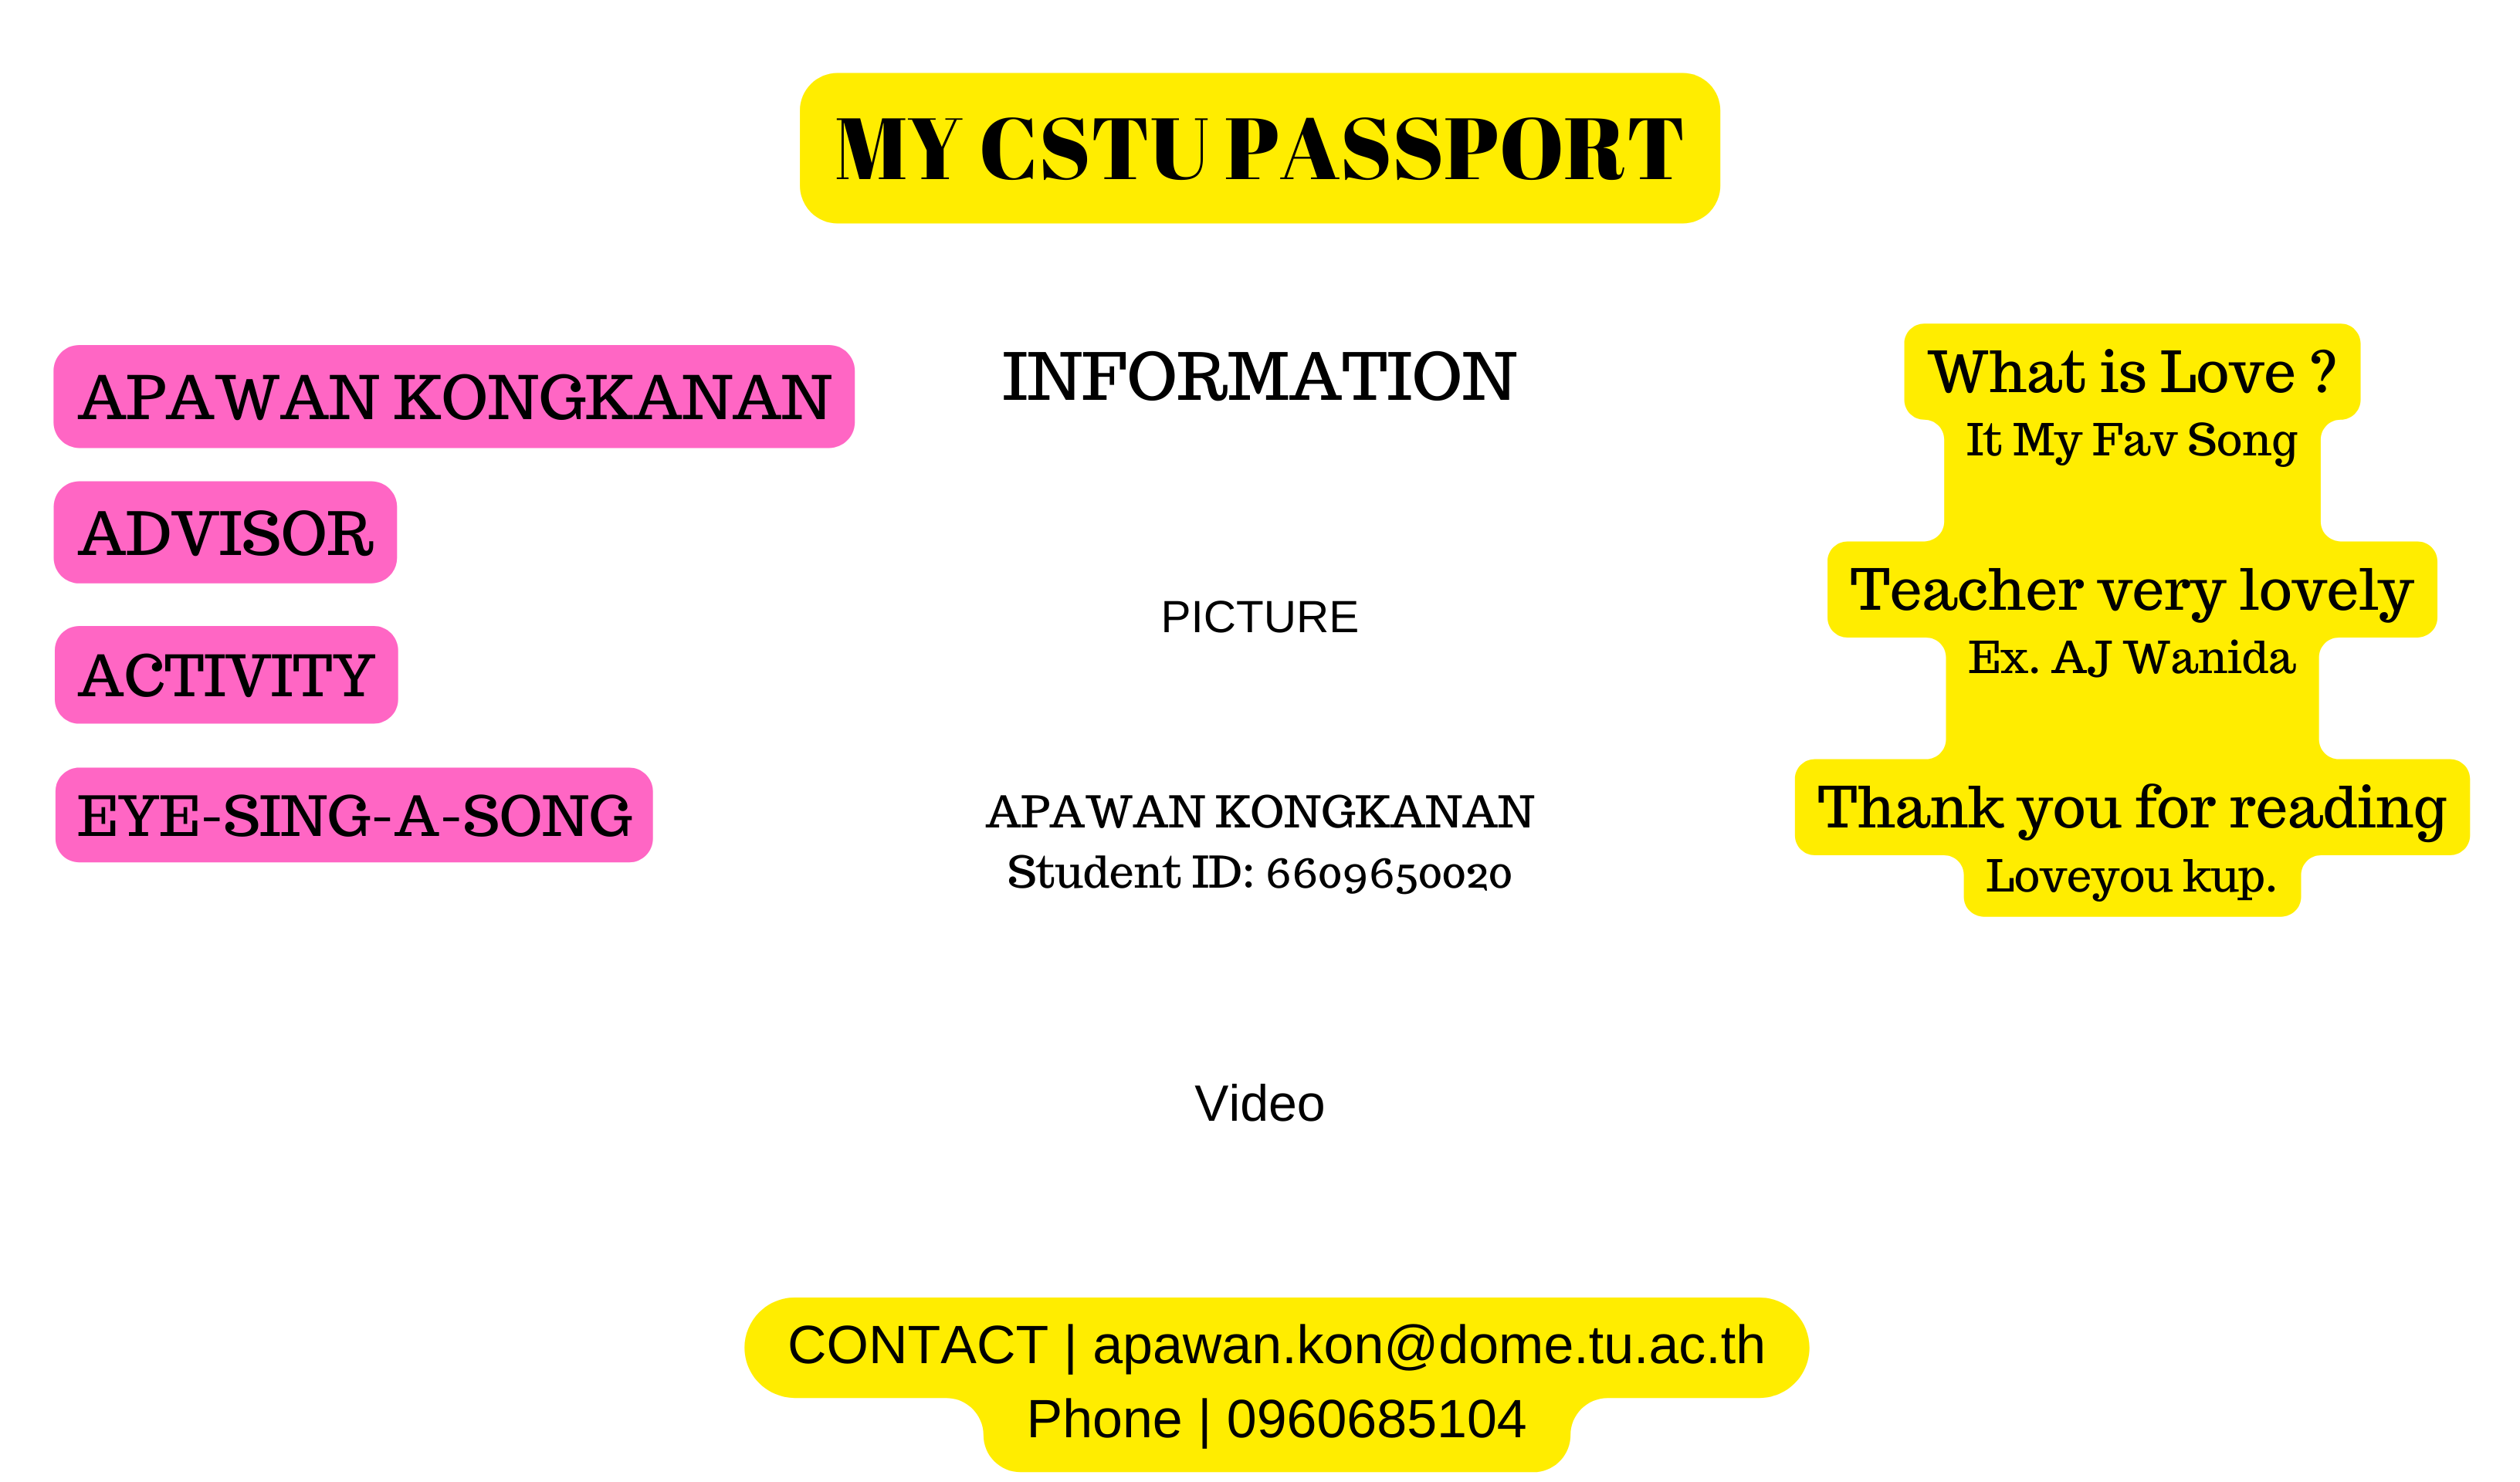 MY CSTU PASSPORT
APAWAN KONGKANAN
ADVISOR
ACTIVITY
EYE-SING-A-SONG
INFORMATION
PICTURE
APAWAN KONGKANAN
Student ID: 6609650020
Video
What is Love ?
It My Fav Song
Teacher very lovely
Ex. AJ Wanida
Thank you for reading
Loveyou kup.
CONTACT | apawan.kon@dome.tu.ac.th
Phone | 0960685104